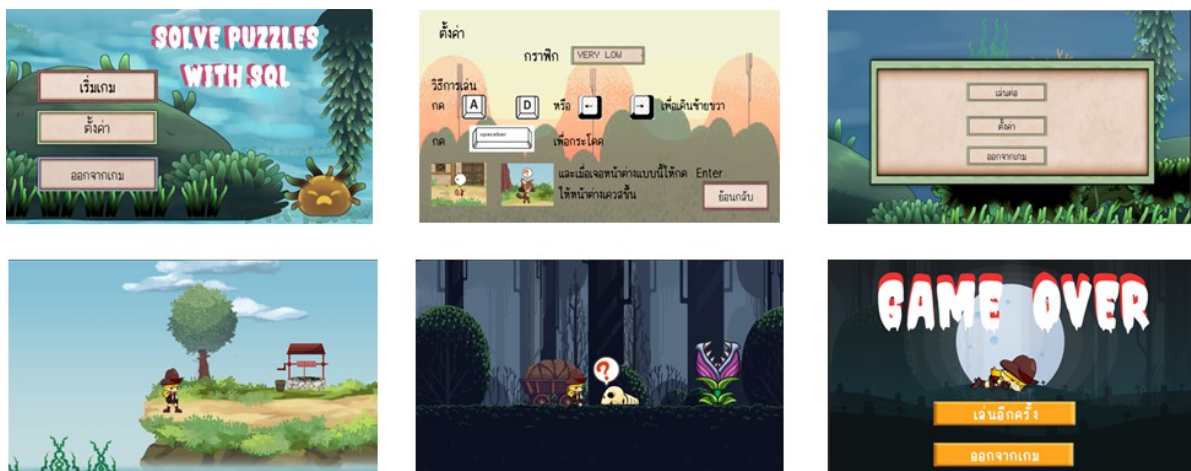 SOLVE PUZZLES
WITH SQL
เริ่มเกม
ตั้งค่า
ออกจากเกม
ตั้งค่า
กราฟิก VERY LOW
วิธีการเล่น
กด A D หรือ ← → เพื่อเดินซ้ายขวา
กด spacebar เพื่อกระโดด
และเมื่อเจอหน้าต่างแบบนี้ให้กด Enter
ให้หน้าต่างเควสขึ้น
ย้อนกลับ
เล่นต่อ
ตั้งค่า
ออกจากเกม
?
GAME OVER
เล่นอีกครั้ง
ออกจากเกม